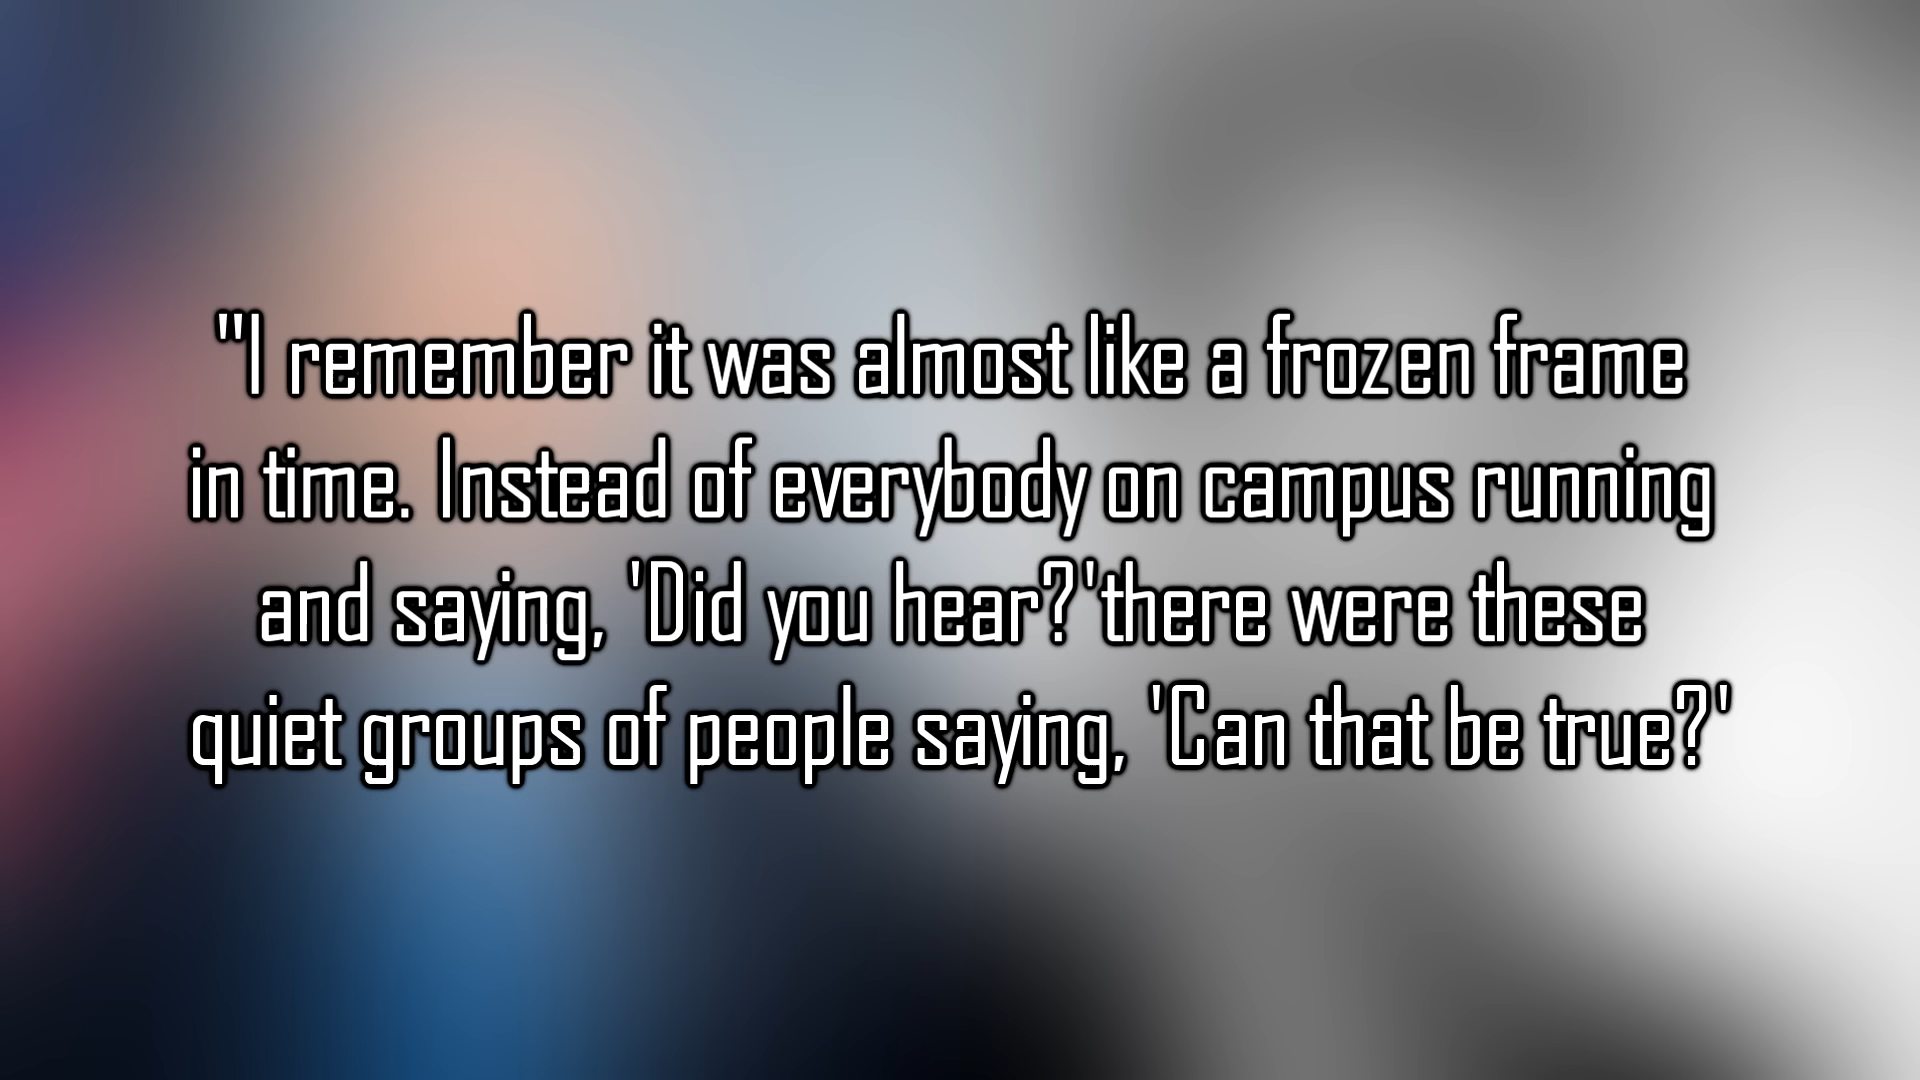 "I remember it was almost like a frozen frame
in time. Instead of everybody on campus running
and saying, 'Did you hear?'there were these
quiet groups of people saying, 'Can that be true?'